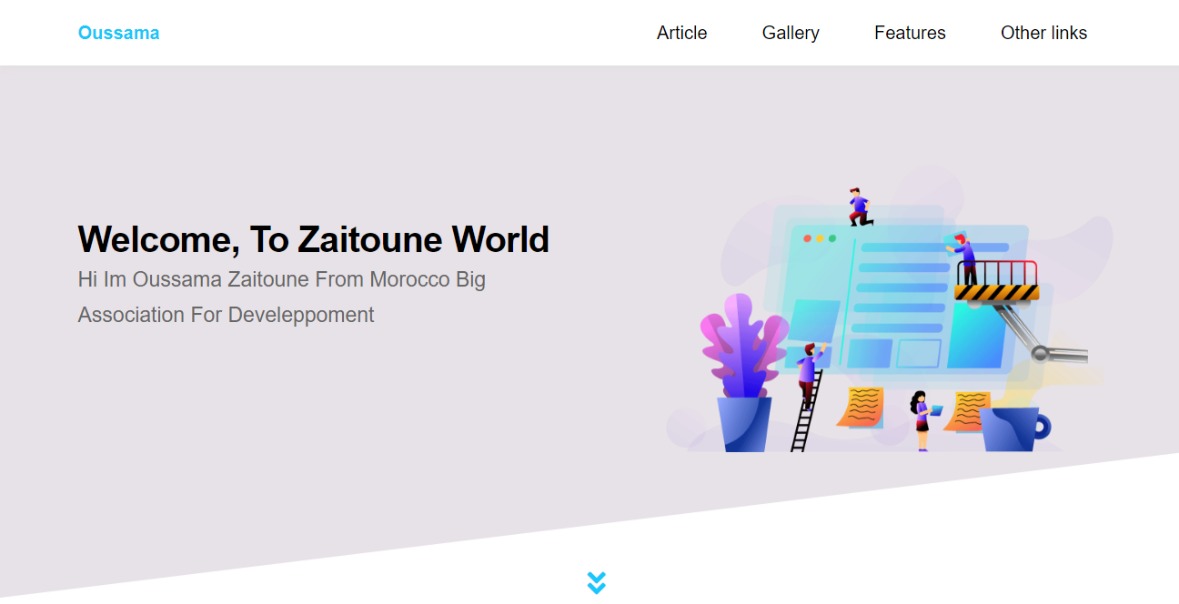 Oussama
Article Gallery Features Other links
Welcome, To Zaitoune World
Hi Im Oussama Zaitoune From Morocco Big
Association For Develeppoment